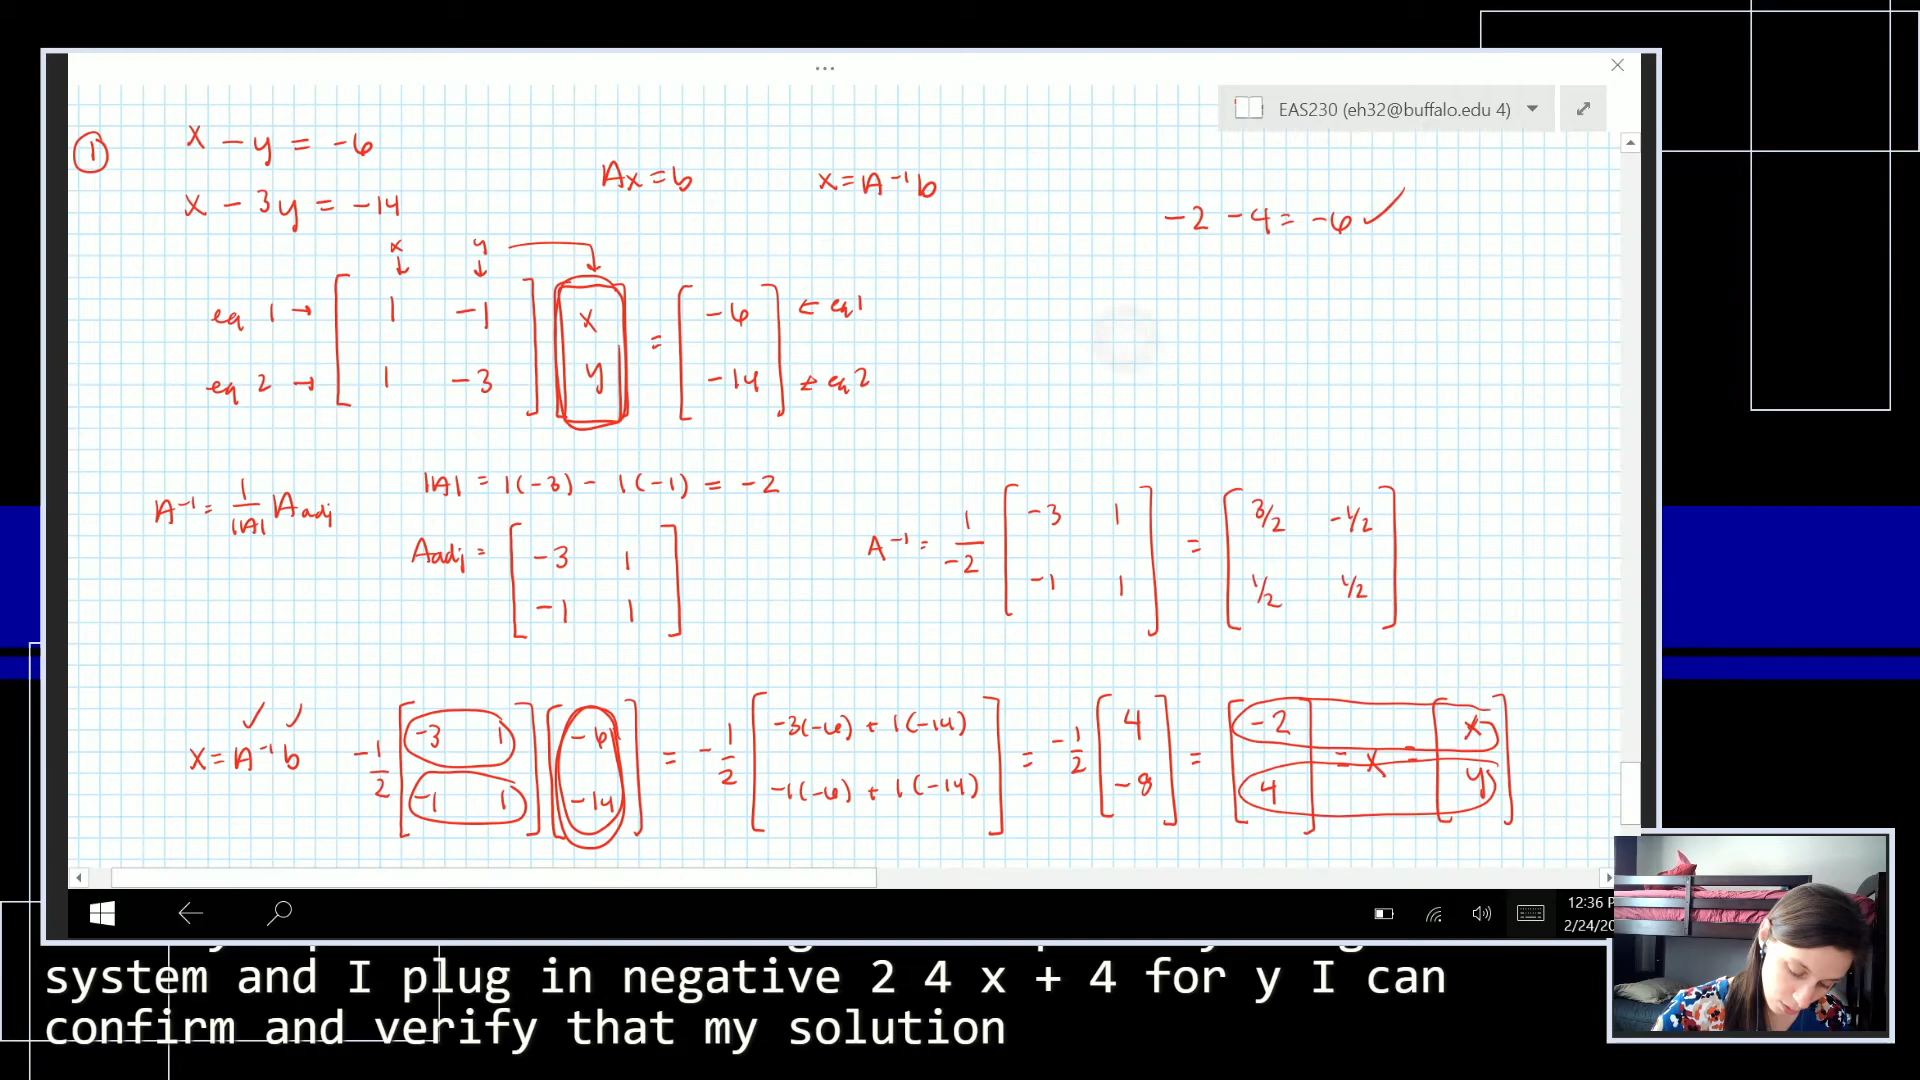 ...
EAS230 (eh32@buffalo.edu 4)
① x - y = -6
x - 3y = -14
Ax = b
x = A⁻¹ b
-2 - 4 = -6 ✓
x y
↓ ↓
eq 1 → [ 1 -1 ] [ x ] = [ -6 ] ← eq 1
eq 2 → [ 1 -3 ] [ y ] [ -14 ] ← eq 2
A⁻¹ = 1/|A| Aadj
|A| = 1(-3) - 1(-1) = -2
Aadj = [ -3 1
-1 1 ]
A⁻¹ = 1/-2 [ -3 1
-1 1 ] = [ 3/2 -1/2
1/2 1/2 ]
✓ ✓
x = A⁻¹ b
-1/2 [ -3 1 ] [ -6 ] = -1/2 [ -3(-6) + 1(-14) ] = -1/2 [ 4 ] = [ -2 = x = x ]
[ -1 1 ] [ -14 ] [ -1(-6) + 1(-14) ] [ -8 ] [ 4 y ]
12:36 P
2/24/20
system and I plug in negative 2 4 x + 4 for y I can
confirm and verify that my solution